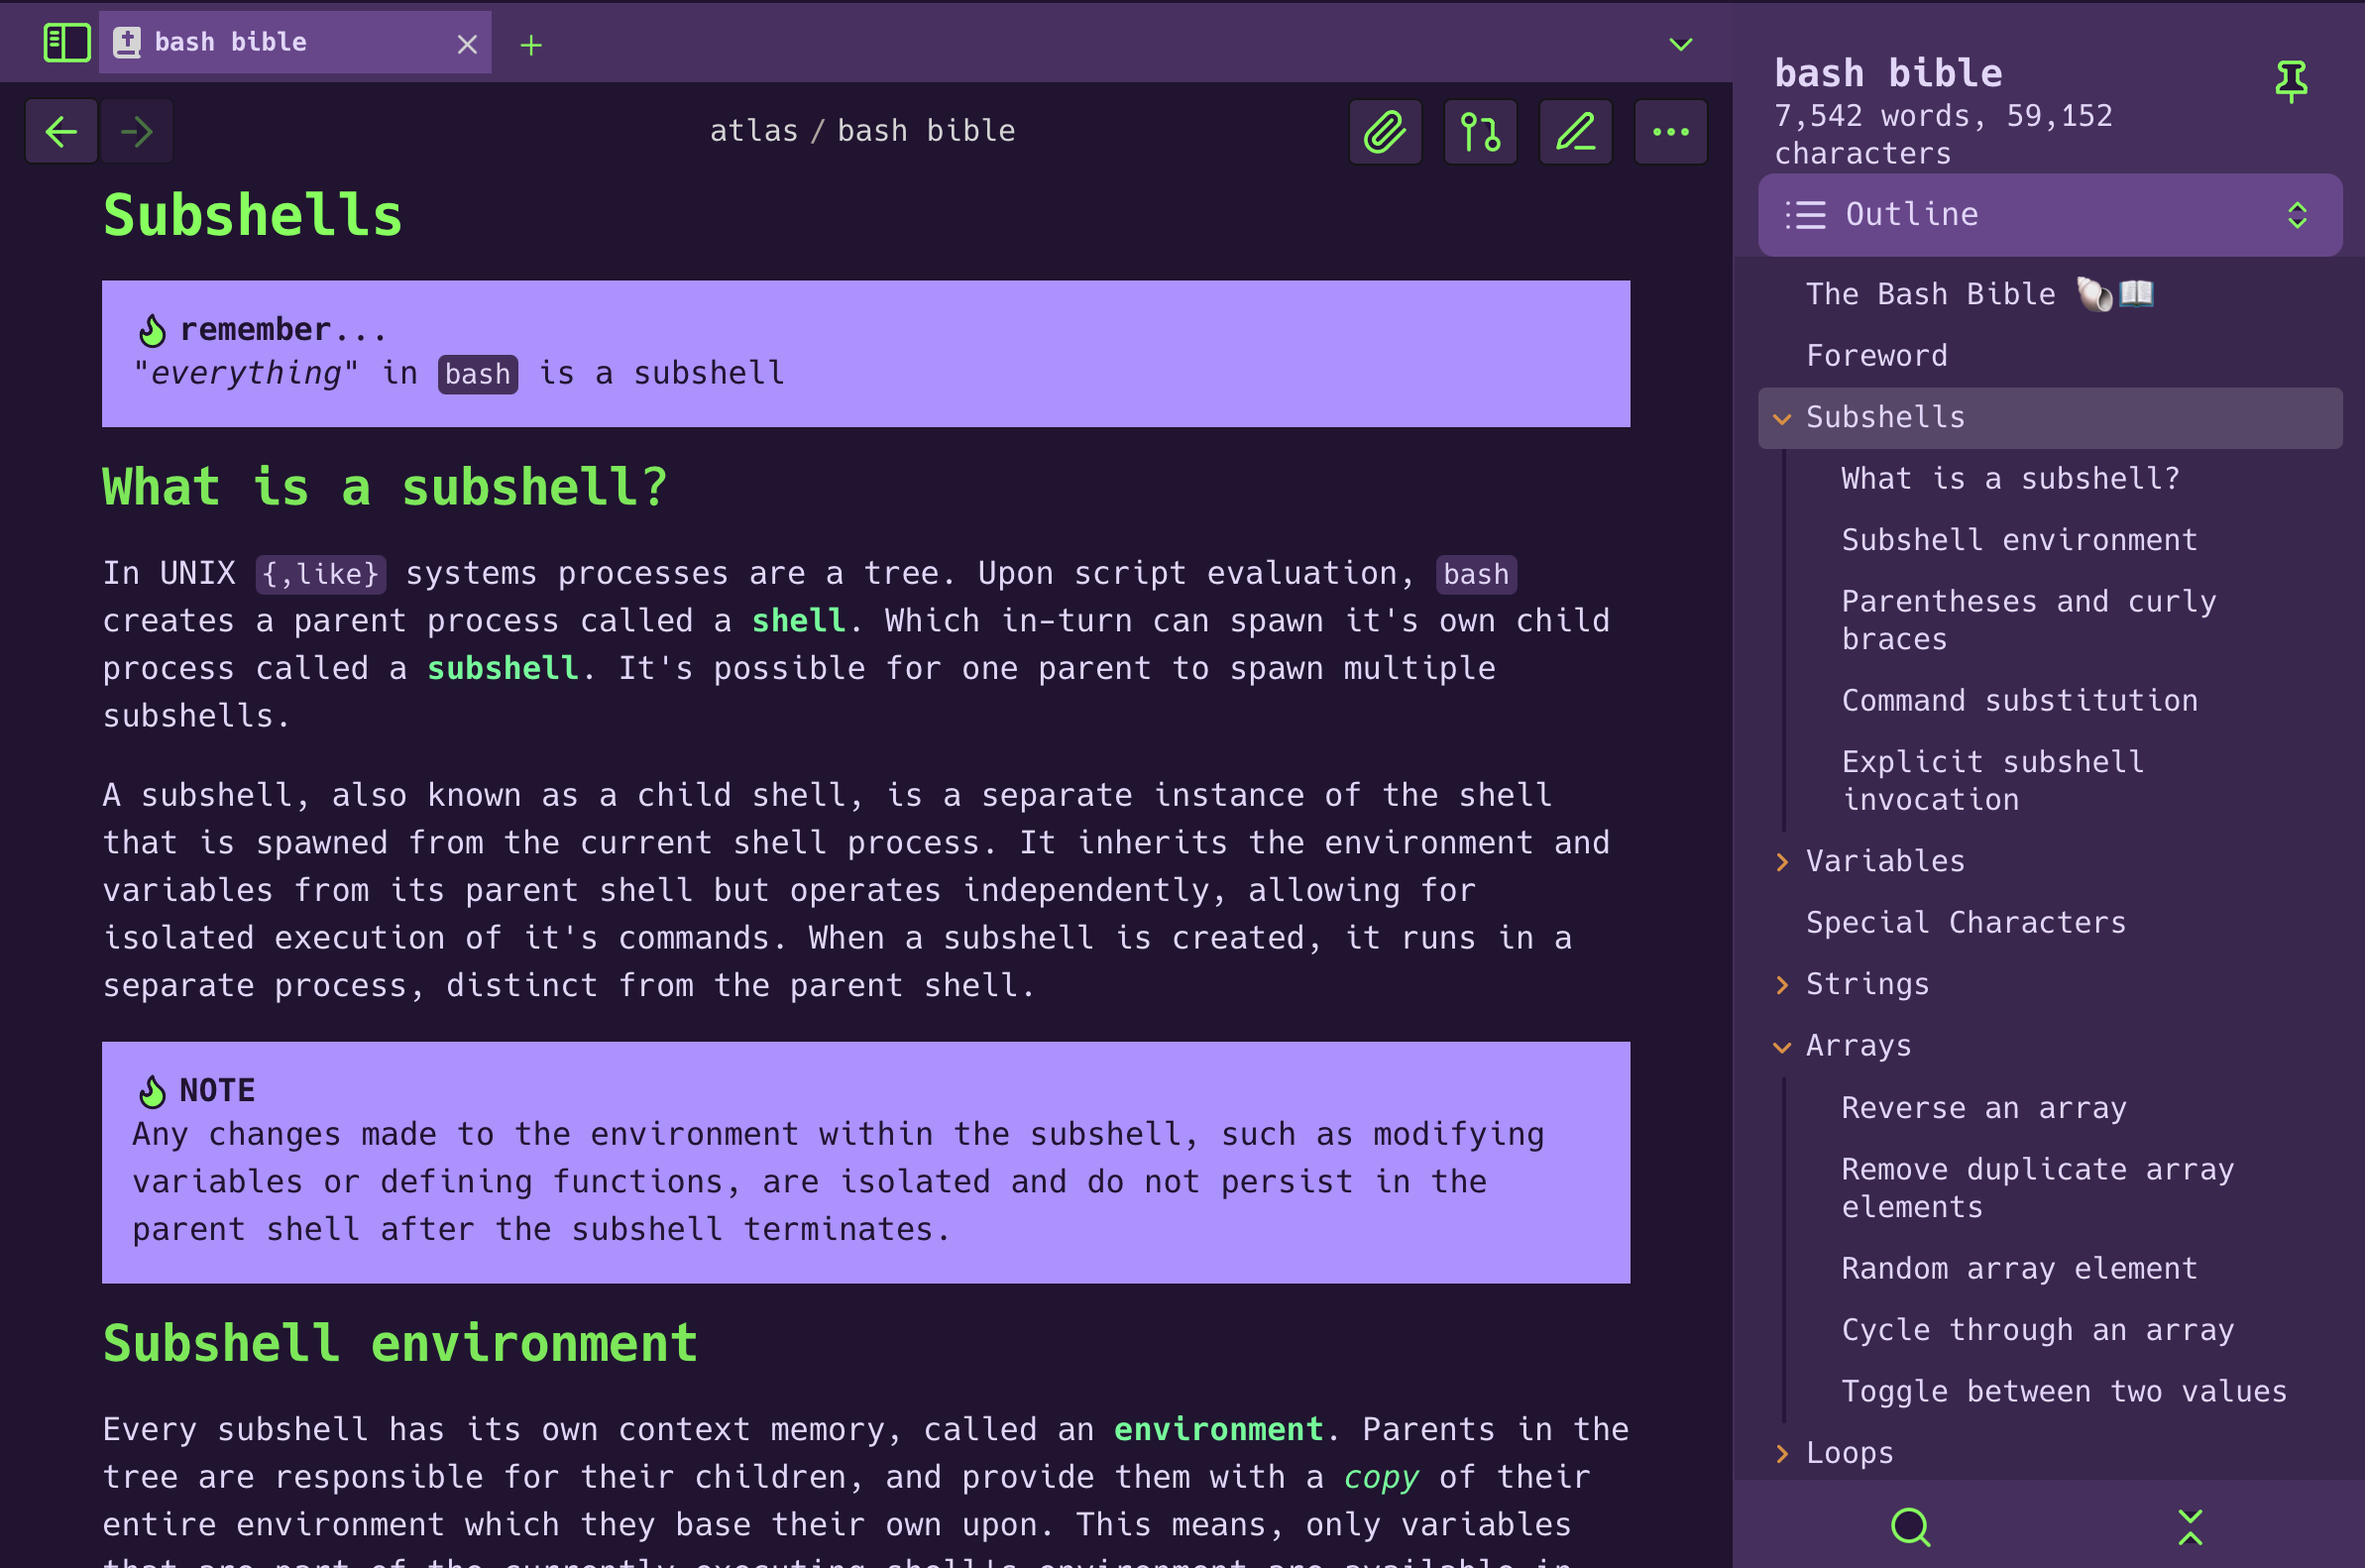 bash bible
atlas / bash bible
Subshells
remember...
"everything" in bash is a subshell
What is a subshell?
In UNIX {,like} systems processes are a tree. Upon script evaluation, bash
creates a parent process called a shell. Which in-turn can spawn it's own child
process called a subshell. It's possible for one parent to spawn multiple
subshells.
A subshell, also known as a child shell, is a separate instance of the shell
that is spawned from the current shell process. It inherits the environment and
variables from its parent shell but operates independently, allowing for
isolated execution of it's commands. When a subshell is created, it runs in a
separate process, distinct from the parent shell.
NOTE
Any changes made to the environment within the subshell, such as modifying
variables or defining functions, are isolated and do not persist in the
parent shell after the subshell terminates.
Subshell environment
Every subshell has its own context memory, called an environment. Parents in the
tree are responsible for their children, and provide them with a copy of their
entire environment which they base their own upon. This means, only variables
that are part of the currently executing shell's environment are available in
bash bible
7,542 words, 59,152
characters
Outline
The Bash Bible 🐚📖
Foreword
Subshells
What is a subshell?
Subshell environment
Parentheses and curly
braces
Command substitution
Explicit subshell
invocation
Variables
Special Characters
Strings
Arrays
Reverse an array
Remove duplicate array
elements
Random array element
Cycle through an array
Toggle between two values
Loops